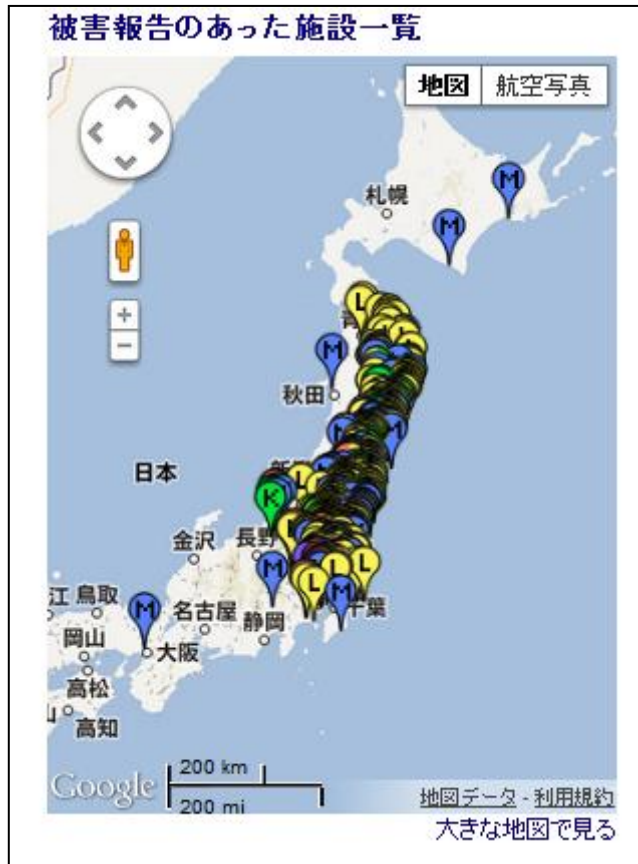 被害報告のあった施設一覧
地図 航空写真
M
札幌
M
L
M
秋田
M
M
日本
L
K
金沢
長野
L
M
L
L
M
千葉
江
鳥取
M
名古屋
静岡
岡山
大阪
高松
高知
Google
200 km
200 mi
地図データ - 利用規約
大きな地図で見る